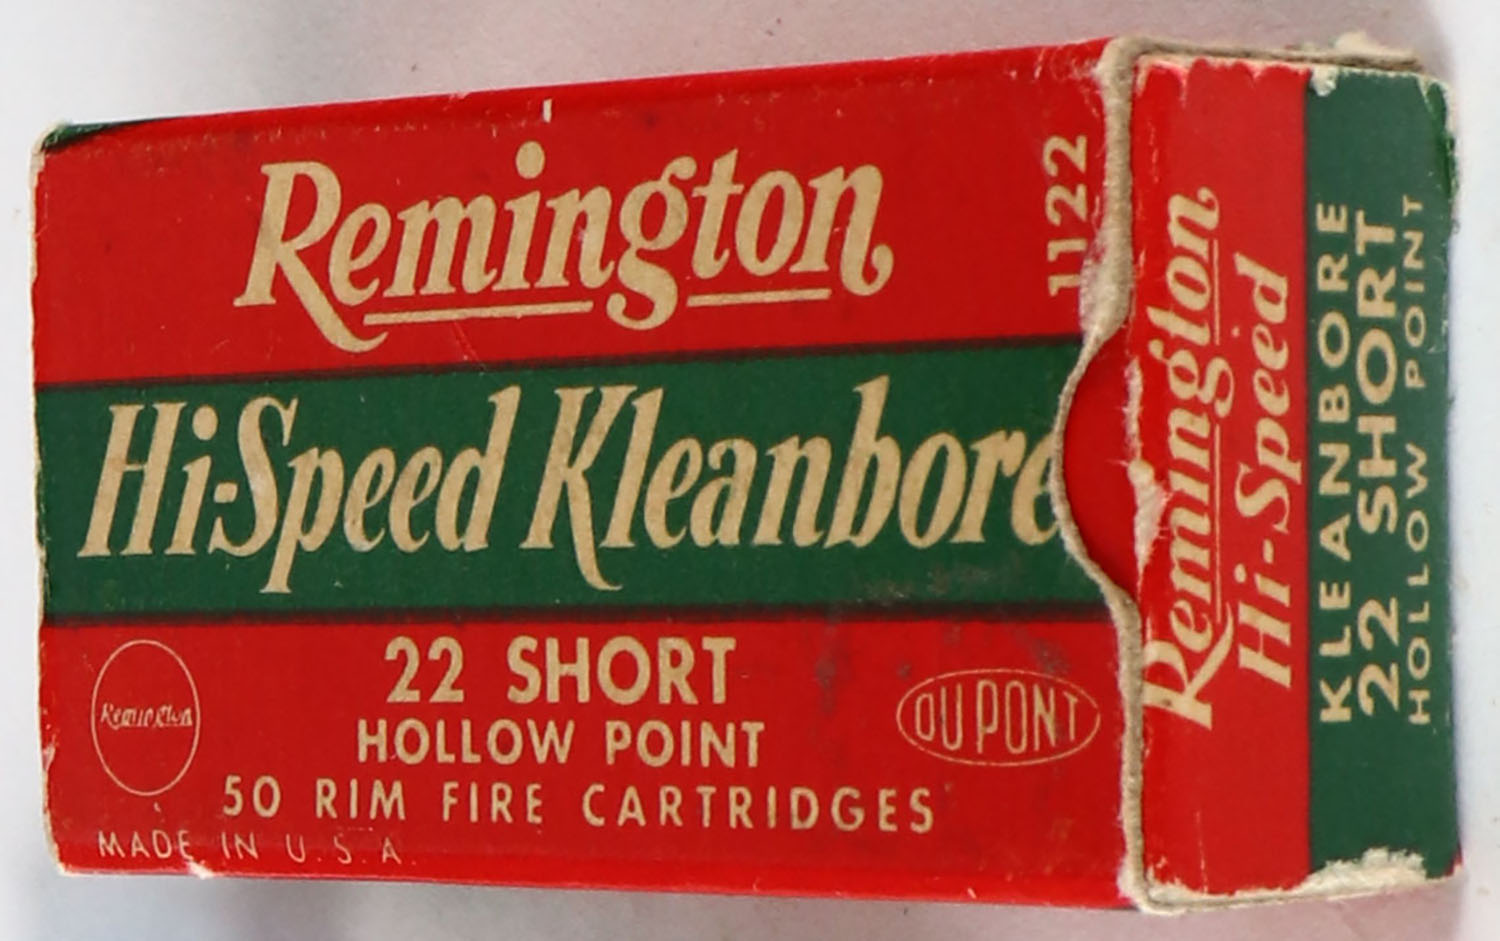 Remington
1122
Hi-Speed Kleanbore
22 SHORT
HOLLOW POINT
50 RIM FIRE CARTRIDGES
MADE IN U.S.A.
Remington
DU PONT
Remington
Hi-Speed
KLEANBORE
22 SHORT
HOLLOW POINT